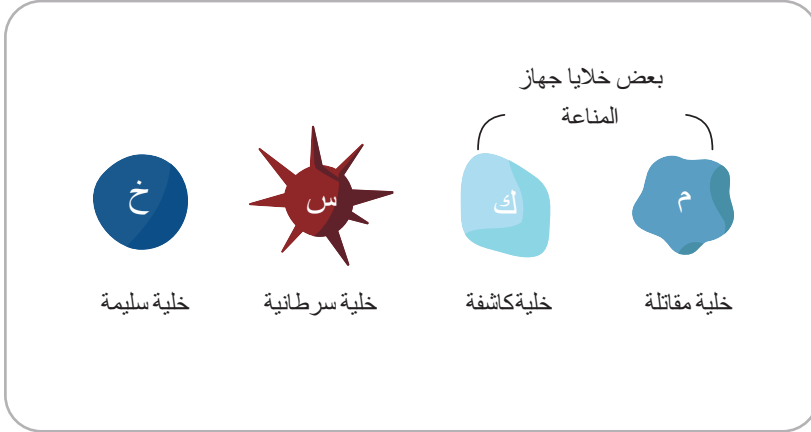 بعض خلايا جهاز
المناعة
م
ك
س
خ
خلية مقاتلة
خلية كاشفة
خلية سرطانية
خلية سليمة